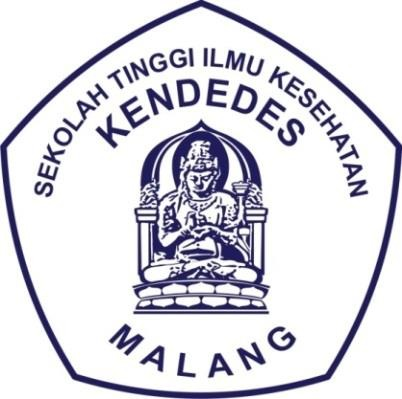 SEKOLAH TINGGI ILMU KESEHATAN
KENDEDES
MALANG